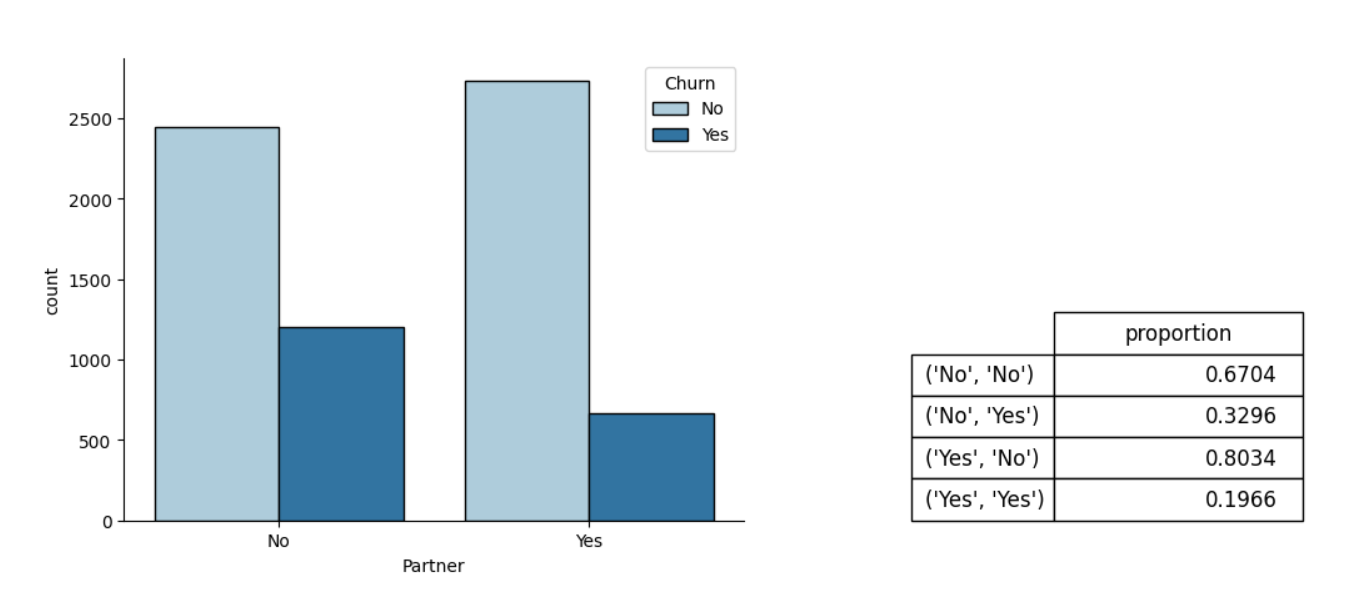 Churn
No
Yes
2500
2000
1500
1000
500
0
count
No Yes
Partner
proportion
('No', 'No') 0.6704
('No', 'Yes') 0.3296
('Yes', 'No') 0.8034
('Yes', 'Yes') 0.1966